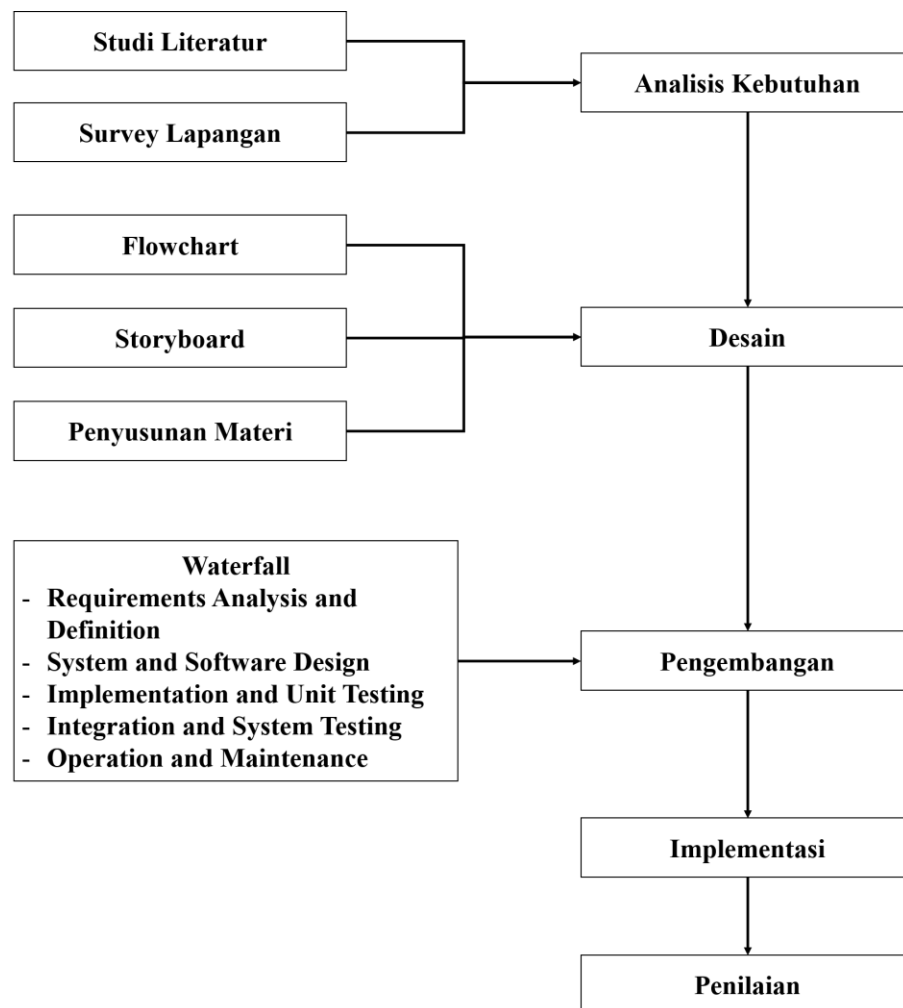 Studi Literatur
Analisis Kebutuhan
Survey Lapangan
Flowchart
Storyboard
Desain
Penyusunan Materi
Waterfall
- Requirements Analysis and
Definition
- System and Software Design
- Implementation and Unit Testing
- Integration and System Testing
- Operation and Maintenance
Pengembangan
Implementasi
Penilaian